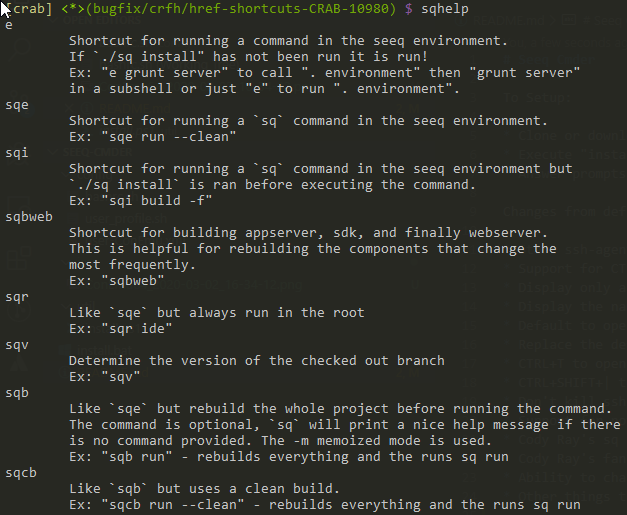 [crab] <*>(bugfix/crfh/href-shortcuts-CRAB-10980) $ sqhelp
e
Shortcut for running a command in the seeq environment.
If `./sq install" has not been run it is run!
Ex: "e grunt server" to call ". environment" then "grunt server"
in a subshell or just "e" to run ". environment".
sqe
Shortcut for running a `sq` command in the seeq environment.
Ex: "sqe run --clean"
sqi
Shortcut for running a `sq` command in the seeq environment but
`./sq install` is ran before executing the command.
Ex: "sqi build -f"
sqbweb
Shortcut for building appserver, sdk, and finally webserver.
This is helpful for rebuilding the components that change the
most frequently.
Ex: "sqbweb"
sqr
Like `sqe` but always run in the root
Ex: "sqr ide"
sqv
Determine the version of the checked out branch
Ex: "sqv"
sqb
Like `sqe` but rebuild the whole project before running the command.
The command is optional, `sq` will print a nice help message if there
is no command provided. The -m memoized mode is used.
Ex: "sqb run" - rebuilds everything and the runs sq run
sqcb
Like `sqb` but uses a clean build.
Ex: "sqcb run --clean" - rebuilds everything and the runs sq run